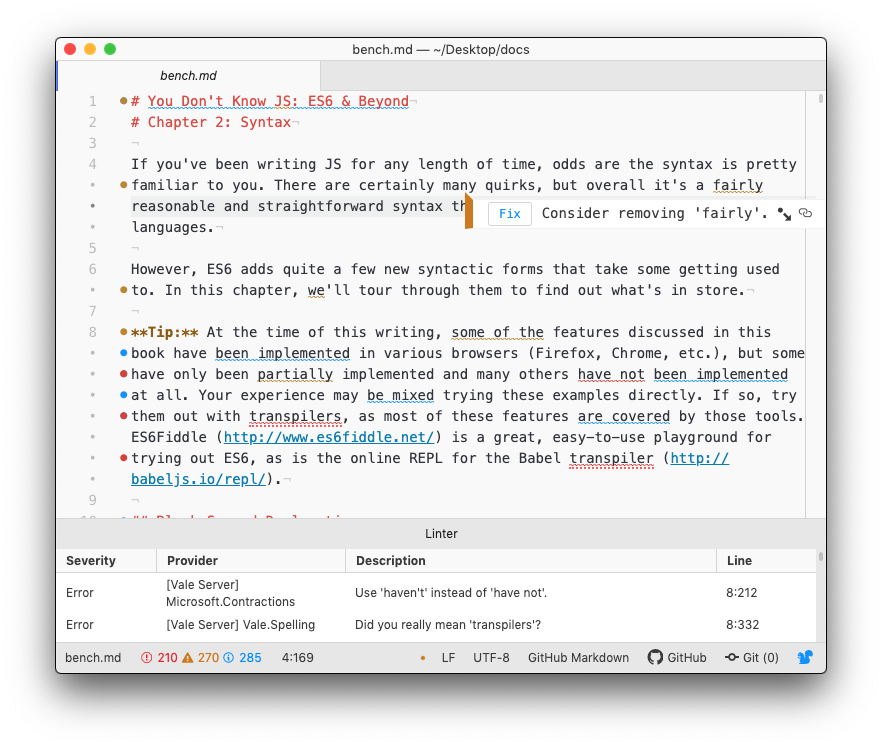 bench.md — ~/Desktop/docs
bench.md
1 # You Don't Know JS: ES6 & Beyond¬
2 # Chapter 2: Syntax¬
3 ¬
4 If you've been writing JS for any length of time, odds are the syntax is pretty
• familiar to you. There are certainly many quirks, but overall it's a fairly
• reasonable and straightforward syntax th
Fix Consider removing 'fairly'.
• languages.¬
5 ¬
6 However, ES6 adds quite a few new syntactic forms that take some getting used
• to. In this chapter, we'll tour through them to find out what's in store.¬
7 ¬
8 **Tip:** At the time of this writing, some of the features discussed in this
• book have been implemented in various browsers (Firefox, Chrome, etc.), but some
• have only been partially implemented and many others have not been implemented
• at all. Your experience may be mixed trying these examples directly. If so, try
• them out with transpilers, as most of these features are covered by those tools.
• ES6Fiddle (http://www.es6fiddle.net/) is a great, easy-to-use playground for
• trying out ES6, as is the online REPL for the Babel transpiler (http://
• babeljs.io/repl/).¬
9 ¬
Linter
Severity Provider Description Line
Error [Vale Server] Microsoft.Contractions Use 'haven't' instead of 'have not'. 8:212
Error [Vale Server] Vale.Spelling Did you really mean 'transpilers'? 8:332
bench.md 210 270 285 4:169 LF UTF-8 GitHub Markdown GitHub Git (0)